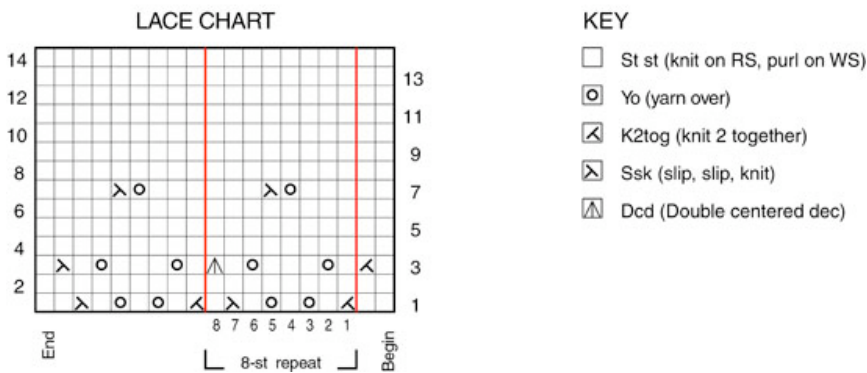 LACE CHART
14
13
12
11
10
9
8
7
6
5
4
3
2
1
8 7 6 5 4 3 2 1
End
8-st repeat
Begin
KEY
St st (knit on RS, purl on WS)
Yo (yarn over)
K2tog (knit 2 together)
Ssk (slip, slip, knit)
Dcd (Double centered dec)